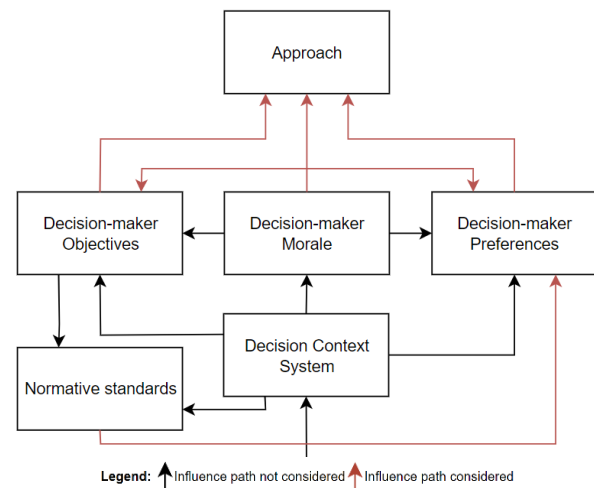 Approach
Decision-maker
Objectives
Decision-maker
Morale
Decision-maker
Preferences
Decision Context
System
Normative standards
Legend: Influence path not considered Influence path considered